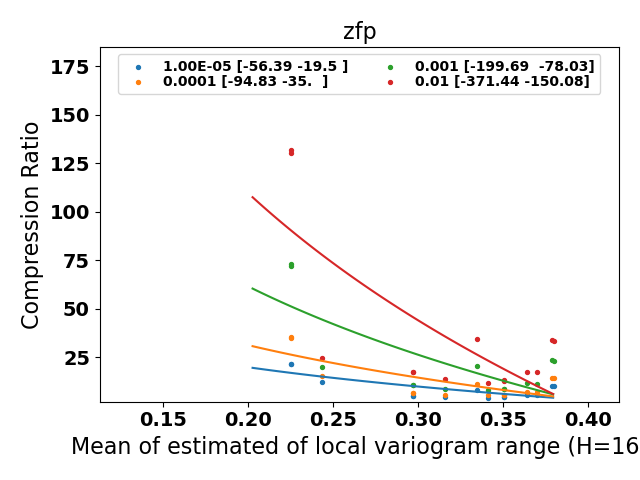 zfp
1.00E-05 [-56.39 -19.5 ]
0.0001 [-94.83 -35.  ]
0.001 [-199.69  -78.03]
0.01 [-371.44 -150.08]
Compression Ratio
175
150
125
100
75
50
25
0.15 0.20 0.25 0.30 0.35 0.40
Mean of estimated of local variogram range (H=16